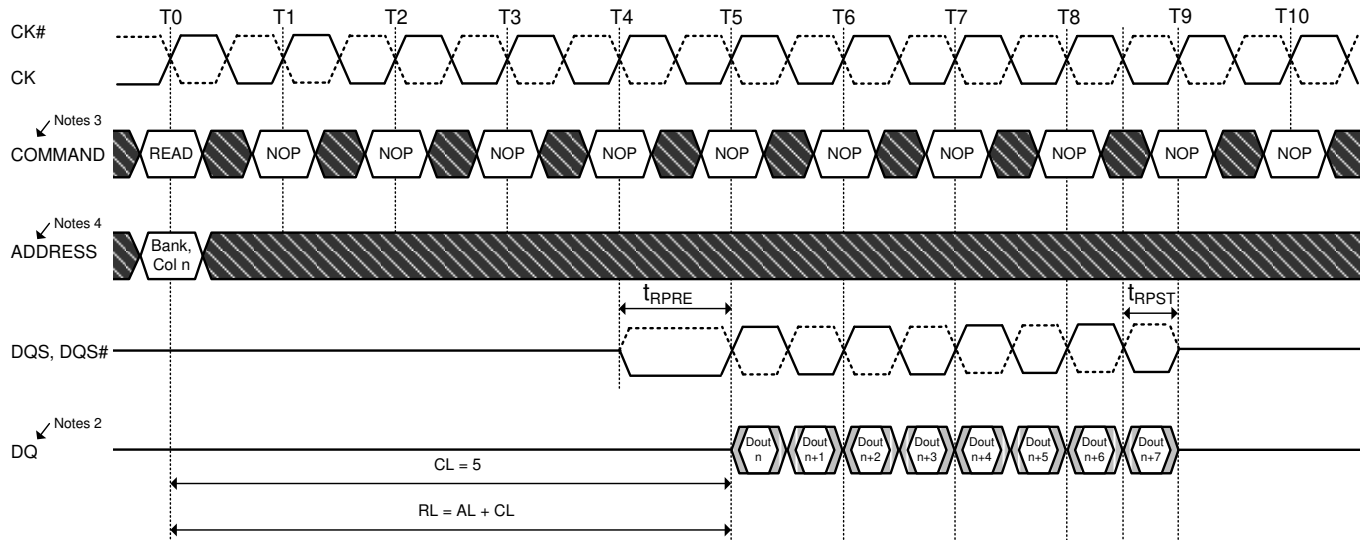 T0 T1 T2 T3 T4 T5 T6 T7 T8 T9 T10
CK#
CK
Notes 3
COMMAND READ NOP NOP NOP NOP NOP NOP NOP NOP NOP NOP
Notes 4
ADDRESS Bank,
Col n
tRPRE tRPST
DQS, DQS#
Notes 2
DQ
Dout Dout Dout Dout Dout Dout Dout Dout
n n+1 n+2 n+3 n+4 n+5 n+6 n+7
CL = 5
RL = AL + CL